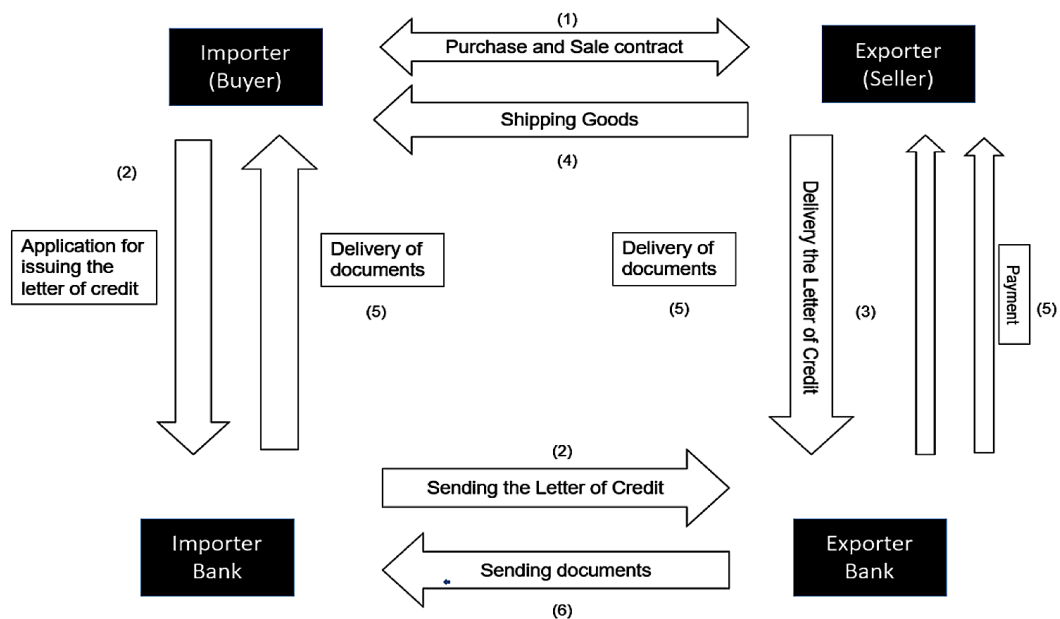 (1)
Importer
(Buyer)
Purchase and Sale contract
Exporter
(Seller)
Shipping Goods
(4)
(2)
Application for
issuing the
letter of credit
Delivery of
documents
(5)
Delivery of
documents
(5)
Delivery the Letter of Credit
(3)
Payment
(5)
(2)
Sending the Letter of Credit
Importer
Bank
Sending documents
(6)
Exporter
Bank